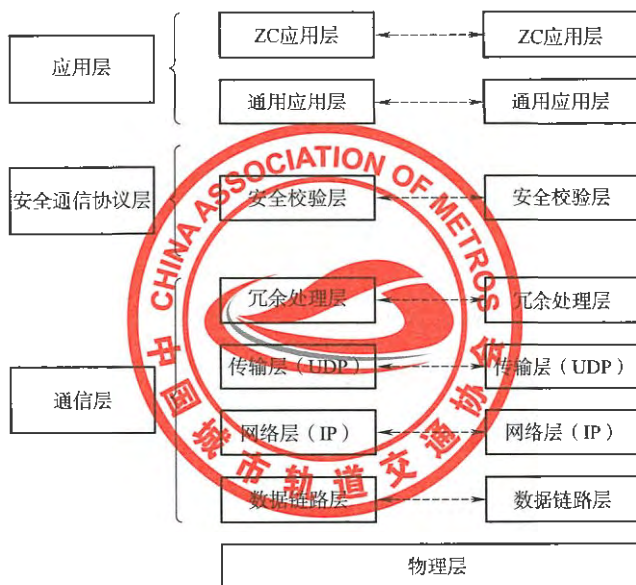 ZC应用层
ZC应用层
应用层
通用应用层
通用应用层
安全通信协议层
安全校验层
安全校验层
冗余处理层
冗余处理层
通信层
传输层（UDP）
传输层（UDP）
网络层（IP）
网络层（IP）
数据链路层
数据链路层
物理层
CHINA ASSOCIATION OF METROS
中国城市轨道交通协会